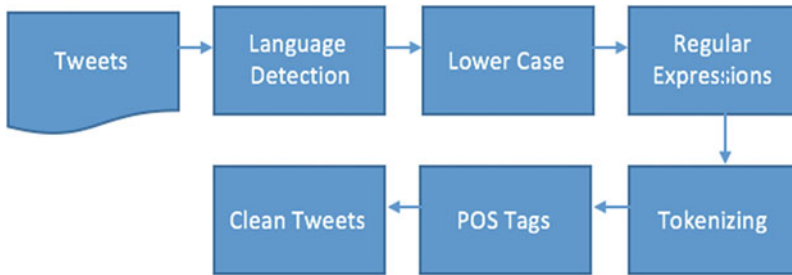 Tweets
Language
Detection
Lower Case
Regular
Expressions
Clean Tweets
POS Tags
Tokenizing